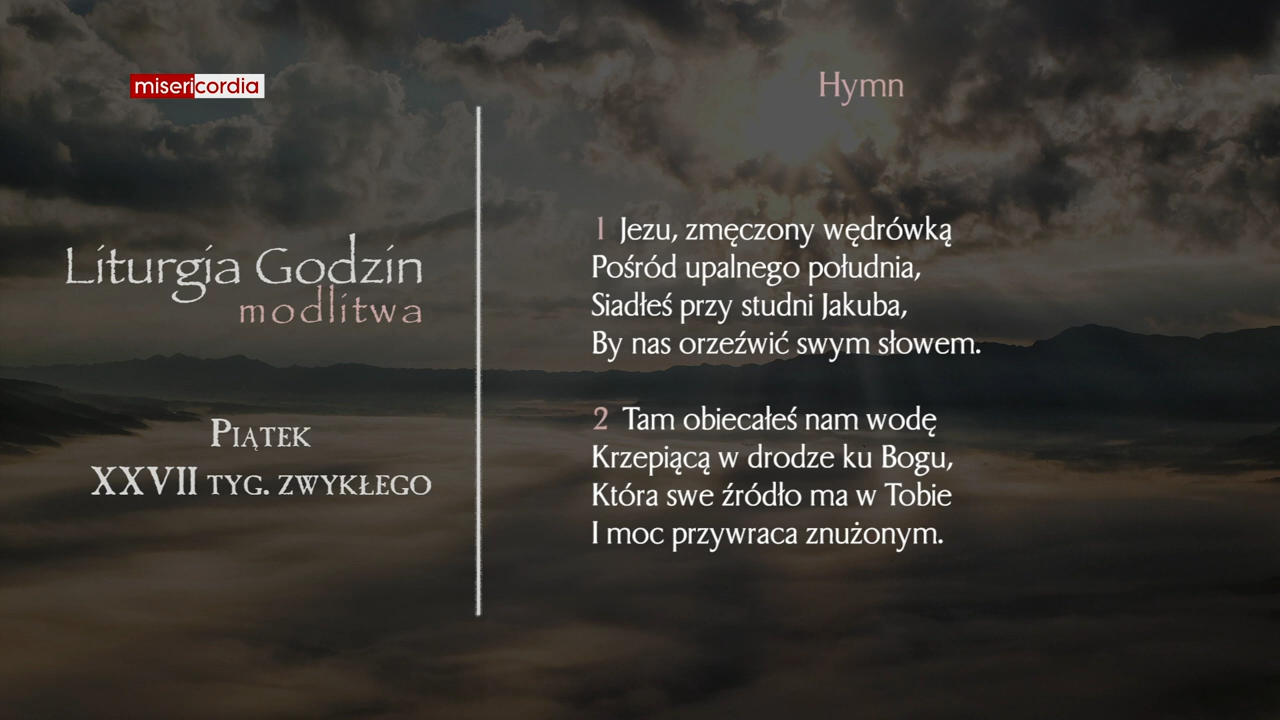 misericordia
Liturgia Godzin
modlitwa
Piątek
XXVII tyg. zwykłego
Hymn
1 Jezu, zmęczony wędrówką
Pośród upalnego południa,
Siadłeś przy studni Jakuba,
By nas orzeźwić swym słowem.
2 Tam obiecałeś nam wodę
Krzepiącą w drodze ku Bogu,
Która swe źródło ma w Tobie
I moc przywraca znużonym.